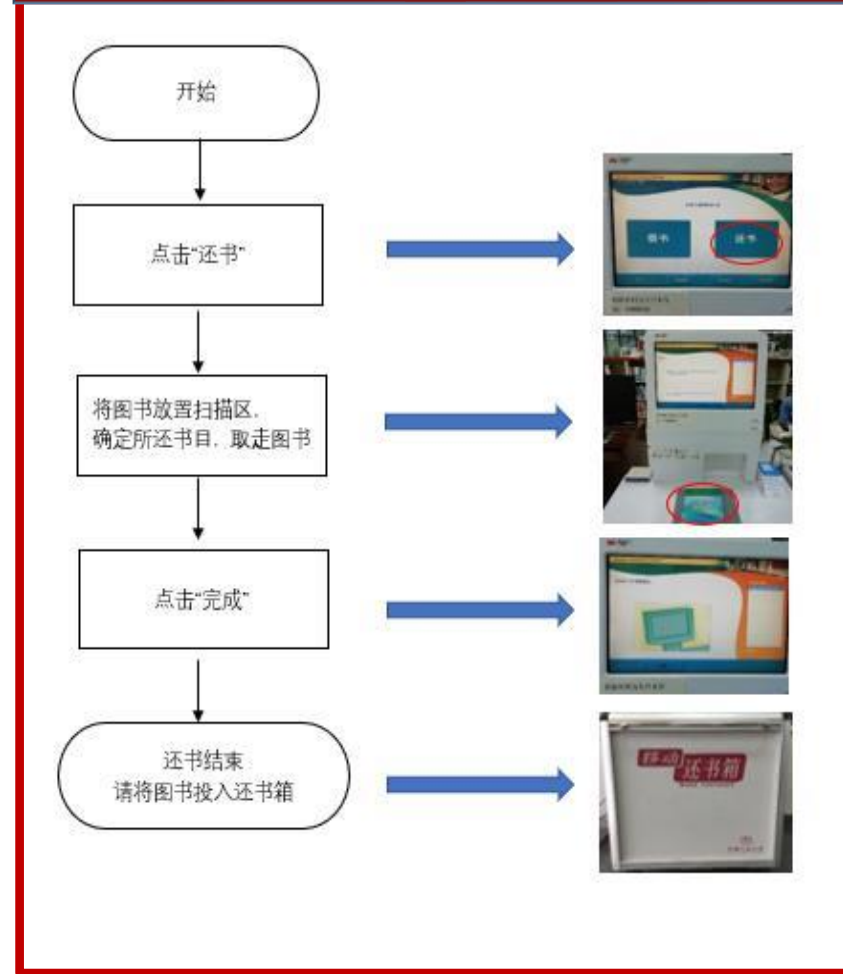 开始
点击“还书”
借书
还书
将图书放置扫描区,
确定所还书目, 取走图书
点击“完成”
还书结束
请将图书投入还书箱
移动
还书箱